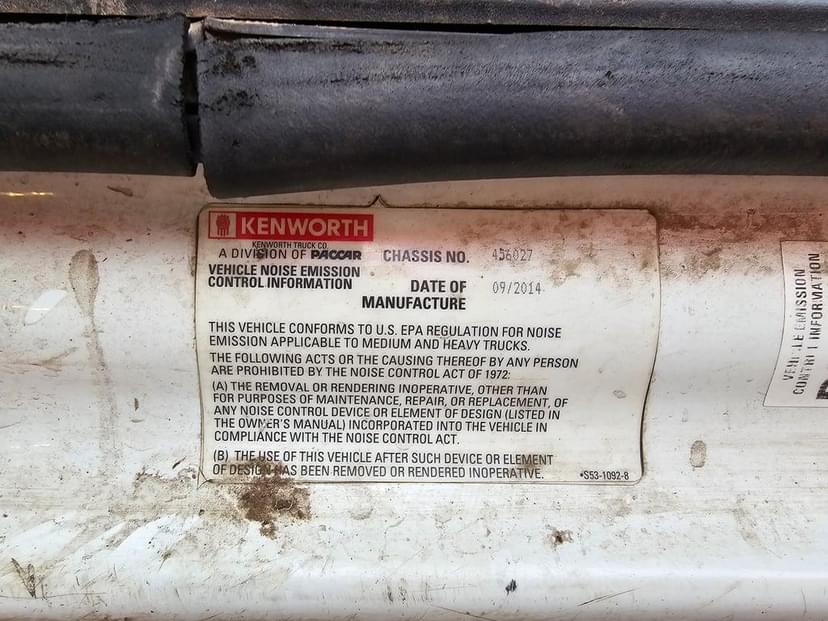 KENWORTH
KENWORTH TRUCK CO.
A DIVISION OF PACCAR
CHASSIS NO. 456027
VEHICLE NOISE EMISSION
CONTROL INFORMATION
DATE OF
MANUFACTURE
09/2014
THIS VEHICLE CONFORMS TO U.S. EPA REGULATION FOR NOISE
EMISSION APPLICABLE TO MEDIUM AND HEAVY TRUCKS.
THE FOLLOWING ACTS OR THE CAUSING THEREOF BY ANY PERSON
ARE PROHIBITED BY THE NOISE CONTROL ACT OF 1972:
(A) THE REMOVAL OR RENDERING INOPERATIVE, OTHER THAN
FOR PURPOSES OF MAINTENANCE, REPAIR, OR REPLACEMENT, OF
ANY NOISE CONTROL DEVICE OR ELEMENT OF DESIGN (LISTED IN
THE OWNER'S MANUAL) INCORPORATED INTO THE VEHICLE IN
COMPLIANCE WITH THE NOISE CONTROL ACT.
(B) THE USE OF THIS VEHICLE AFTER SUCH DEVICE OR ELEMENT
OF DESIGN HAS BEEN REMOVED OR RENDERED INOPERATIVE.
*S53-1092-8
VEHICLE EMISSION
CONTROL INFORMATION